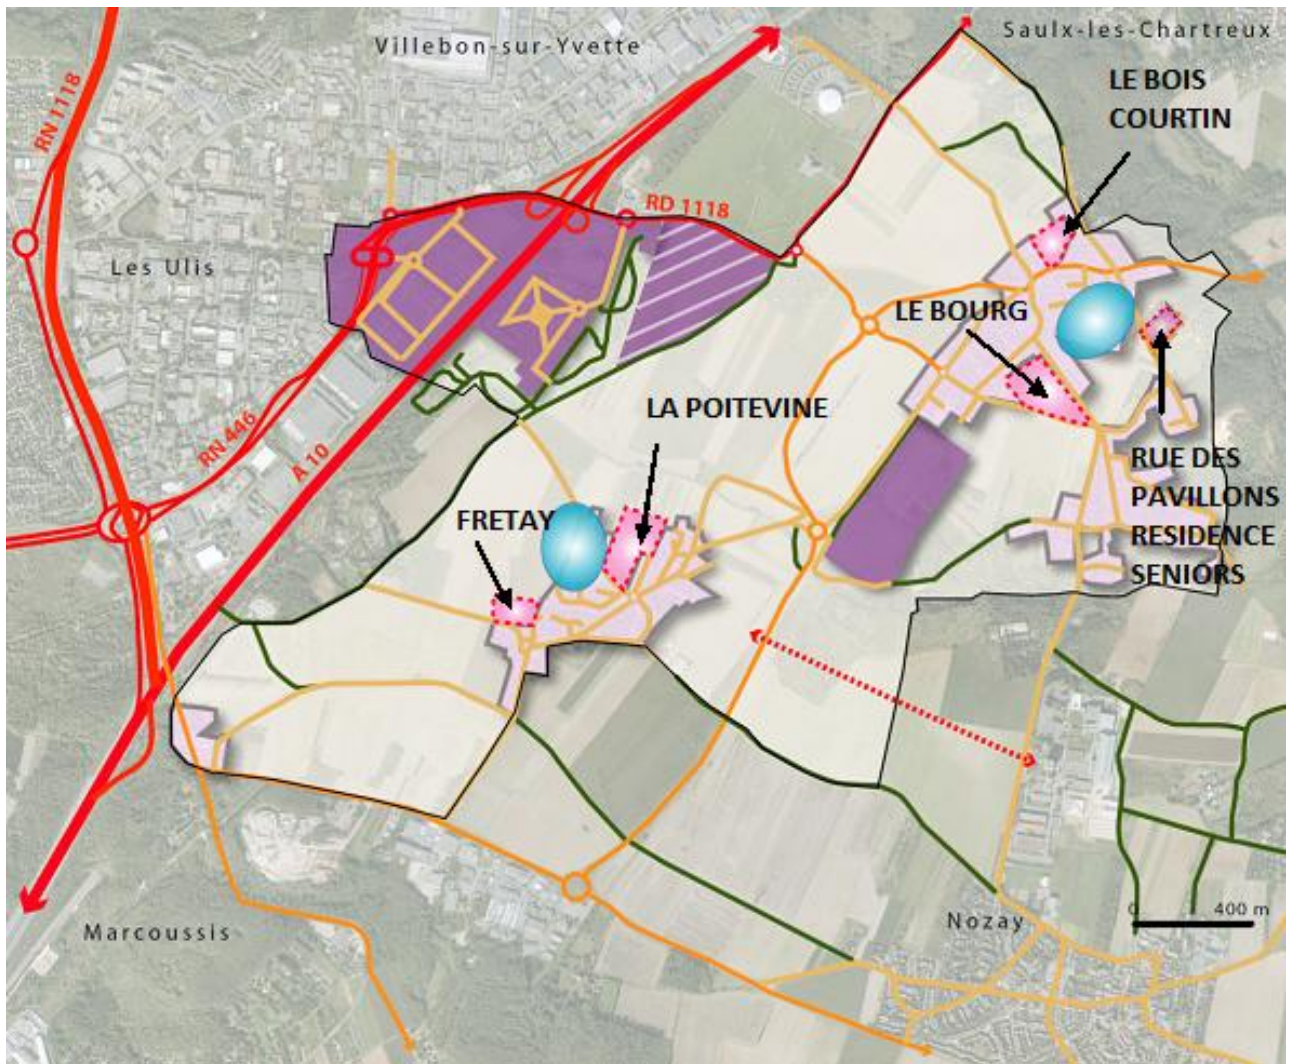 Villebon-sur-Yvette
Saulx-les-Chartreux
LE BOIS
COURTIN
RN 1118
RD 1118
Les Ulis
LE BOURG
LA POITEVINE
RN 446
A 10
FRETAY
RUE DES
PAVILLONS
RESIDENCE
SENIORS
Marcoussis
Nozay
0 400 m